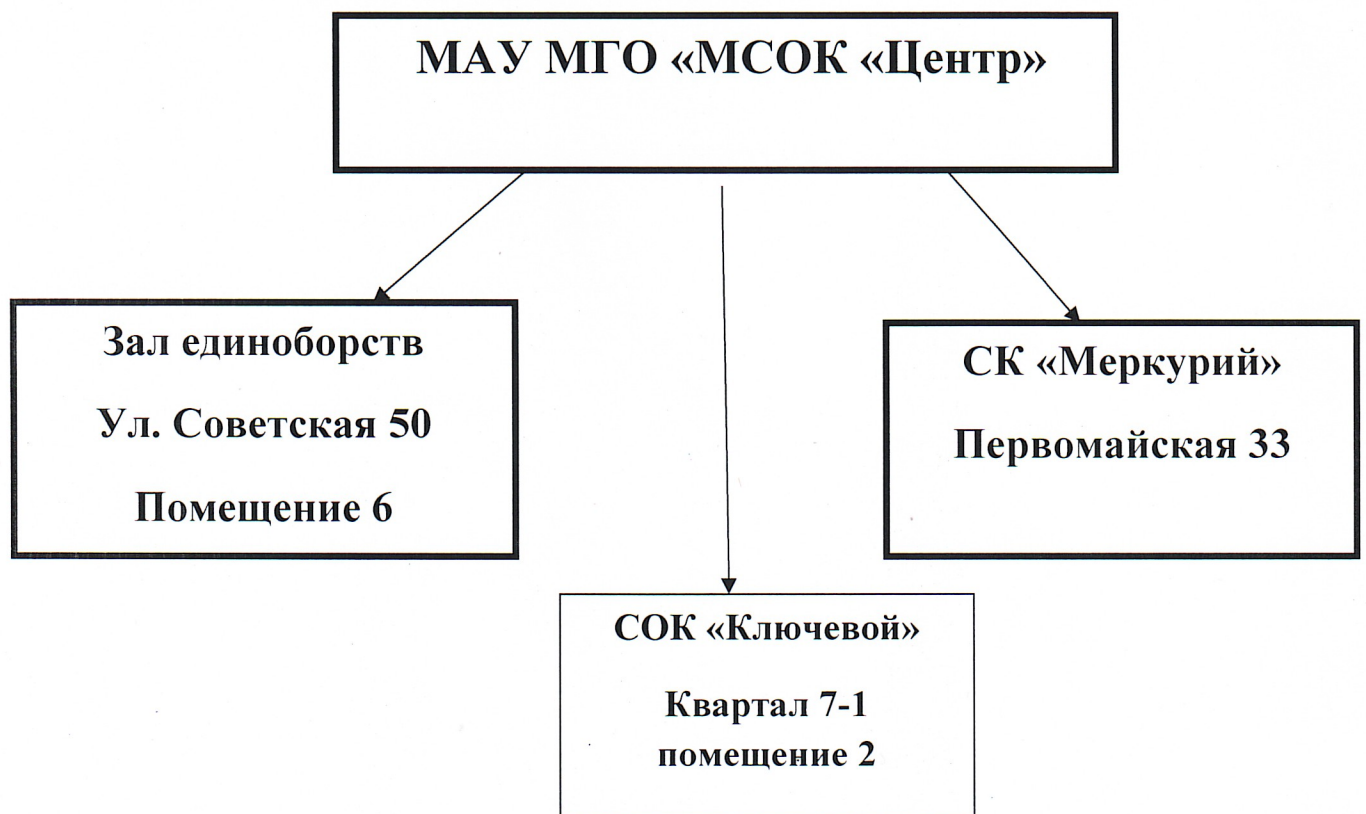 МАУ МГО «МСОК «Центр»
Зал единоборств
Ул. Советская 50
Помещение 6
СК «Меркурий»
Первомайская 33
СОК «Ключевой»
Квартал 7-1
помещение 2